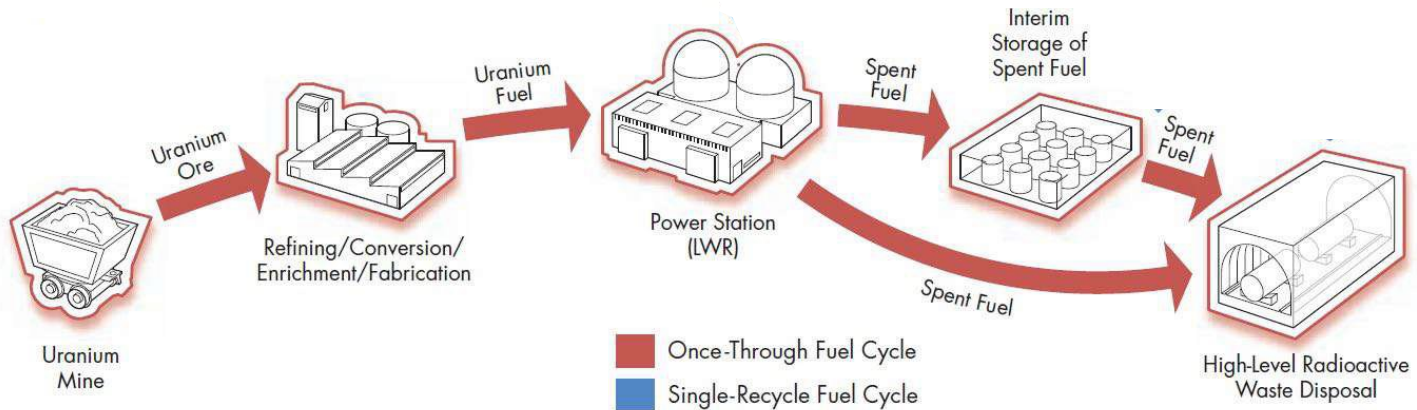 Uranium
Mine
Uranium
Ore
Refining/Conversion/
Enrichment/Fabrication
Uranium
Fuel
Power Station
(LWR)
Spent
Fuel
Interim
Storage of
Spent Fuel
Spent
Fuel
Spent Fuel
High-Level Radioactive
Waste Disposal
Once-Through Fuel Cycle
Single-Recycle Fuel Cycle